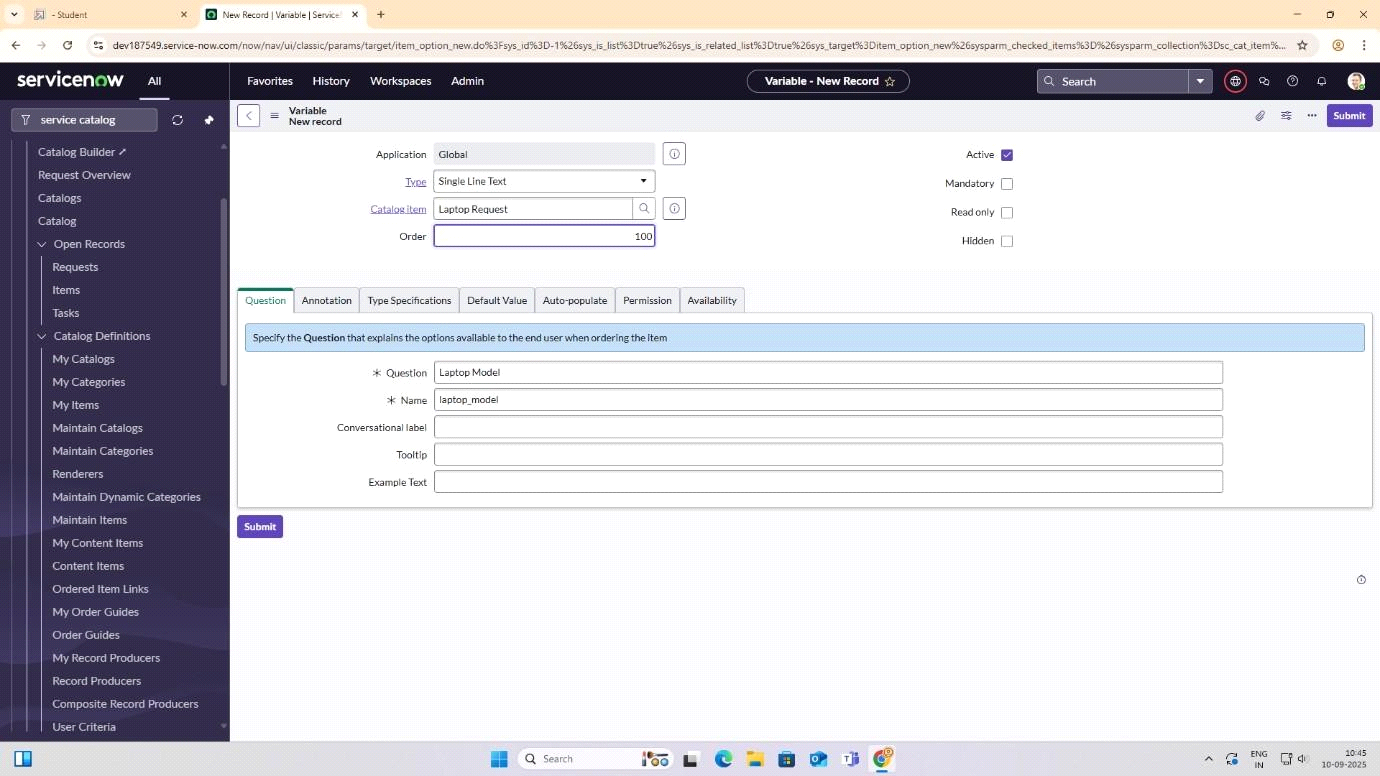 - Student
New Record | Variable | Service
dev187549.service-now.com/now/nav/ui/classic/params/target/item_option_new.do%3Fsys_id%3D-1%26sys_is_list%3Dtrue%26sys_is_related_list%3Dtrue%26sys_target%3Ditem_option_new%26sysparm_checked_items%3D%26sysparm_collection%3Dsc_cat_item%...
servicenow
All
Favorites
History
Workspaces
Admin
Variable - New Record
Search
service catalog
Catalog Builder
Request Overview
Catalogs
Catalog
Open Records
Requests
Items
Tasks
Catalog Definitions
My Catalogs
My Categories
My Items
Maintain Catalogs
Maintain Categories
Renderers
Maintain Dynamic Categories
Maintain Items
My Content Items
Content Items
Ordered Item Links
My Order Guides
Order Guides
My Record Producers
Record Producers
Composite Record Producers
User Criteria
Variable
New record
Submit
Application
Global
Type
Single Line Text
Catalog item
Laptop Request
Order
100
Active
Mandatory
Read only
Hidden
Question
Annotation
Type Specifications
Default Value
Auto-populate
Permission
Availability
Specify the Question that explains the options available to the end user when ordering the item
* Question
Laptop Model
* Name
laptop_model
Conversational label
Tooltip
Example Text
Submit
Search
ENG
IN
10:45
10-09-2025